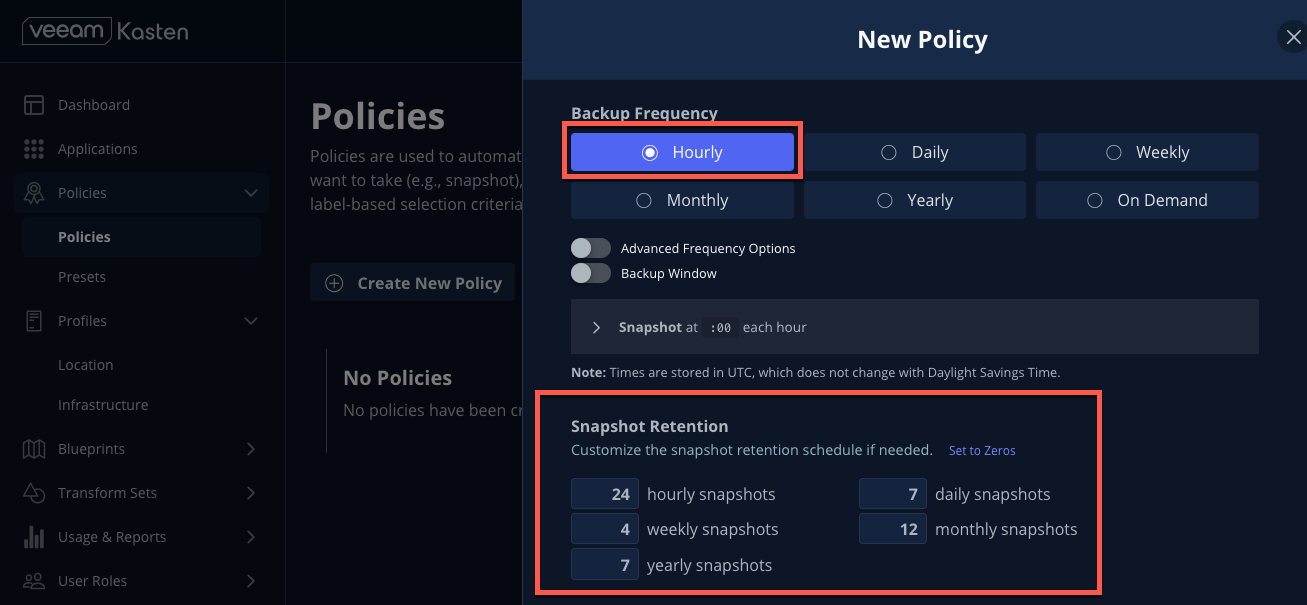 veeam Kasten
Dashboard
Applications
Policies
Policies
Presets
Profiles
Location
Infrastructure
Blueprints
Transform Sets
Usage & Reports
User Roles
Policies
Policies are used to automat
want to take (e.g., snapshot),
label-based selection criteria
Create New Policy
No Policies
No policies have been cr
New Policy
Backup Frequency
Hourly Daily Weekly
Monthly Yearly On Demand
Advanced Frequency Options
Backup Window
Snapshot at :00 each hour
Note: Times are stored in UTC, which does not change with Daylight Savings Time.
Snapshot Retention
Customize the snapshot retention schedule if needed. Set to Zeros
24 hourly snapshots 7 daily snapshots
4 weekly snapshots 12 monthly snapshots
7 yearly snapshots